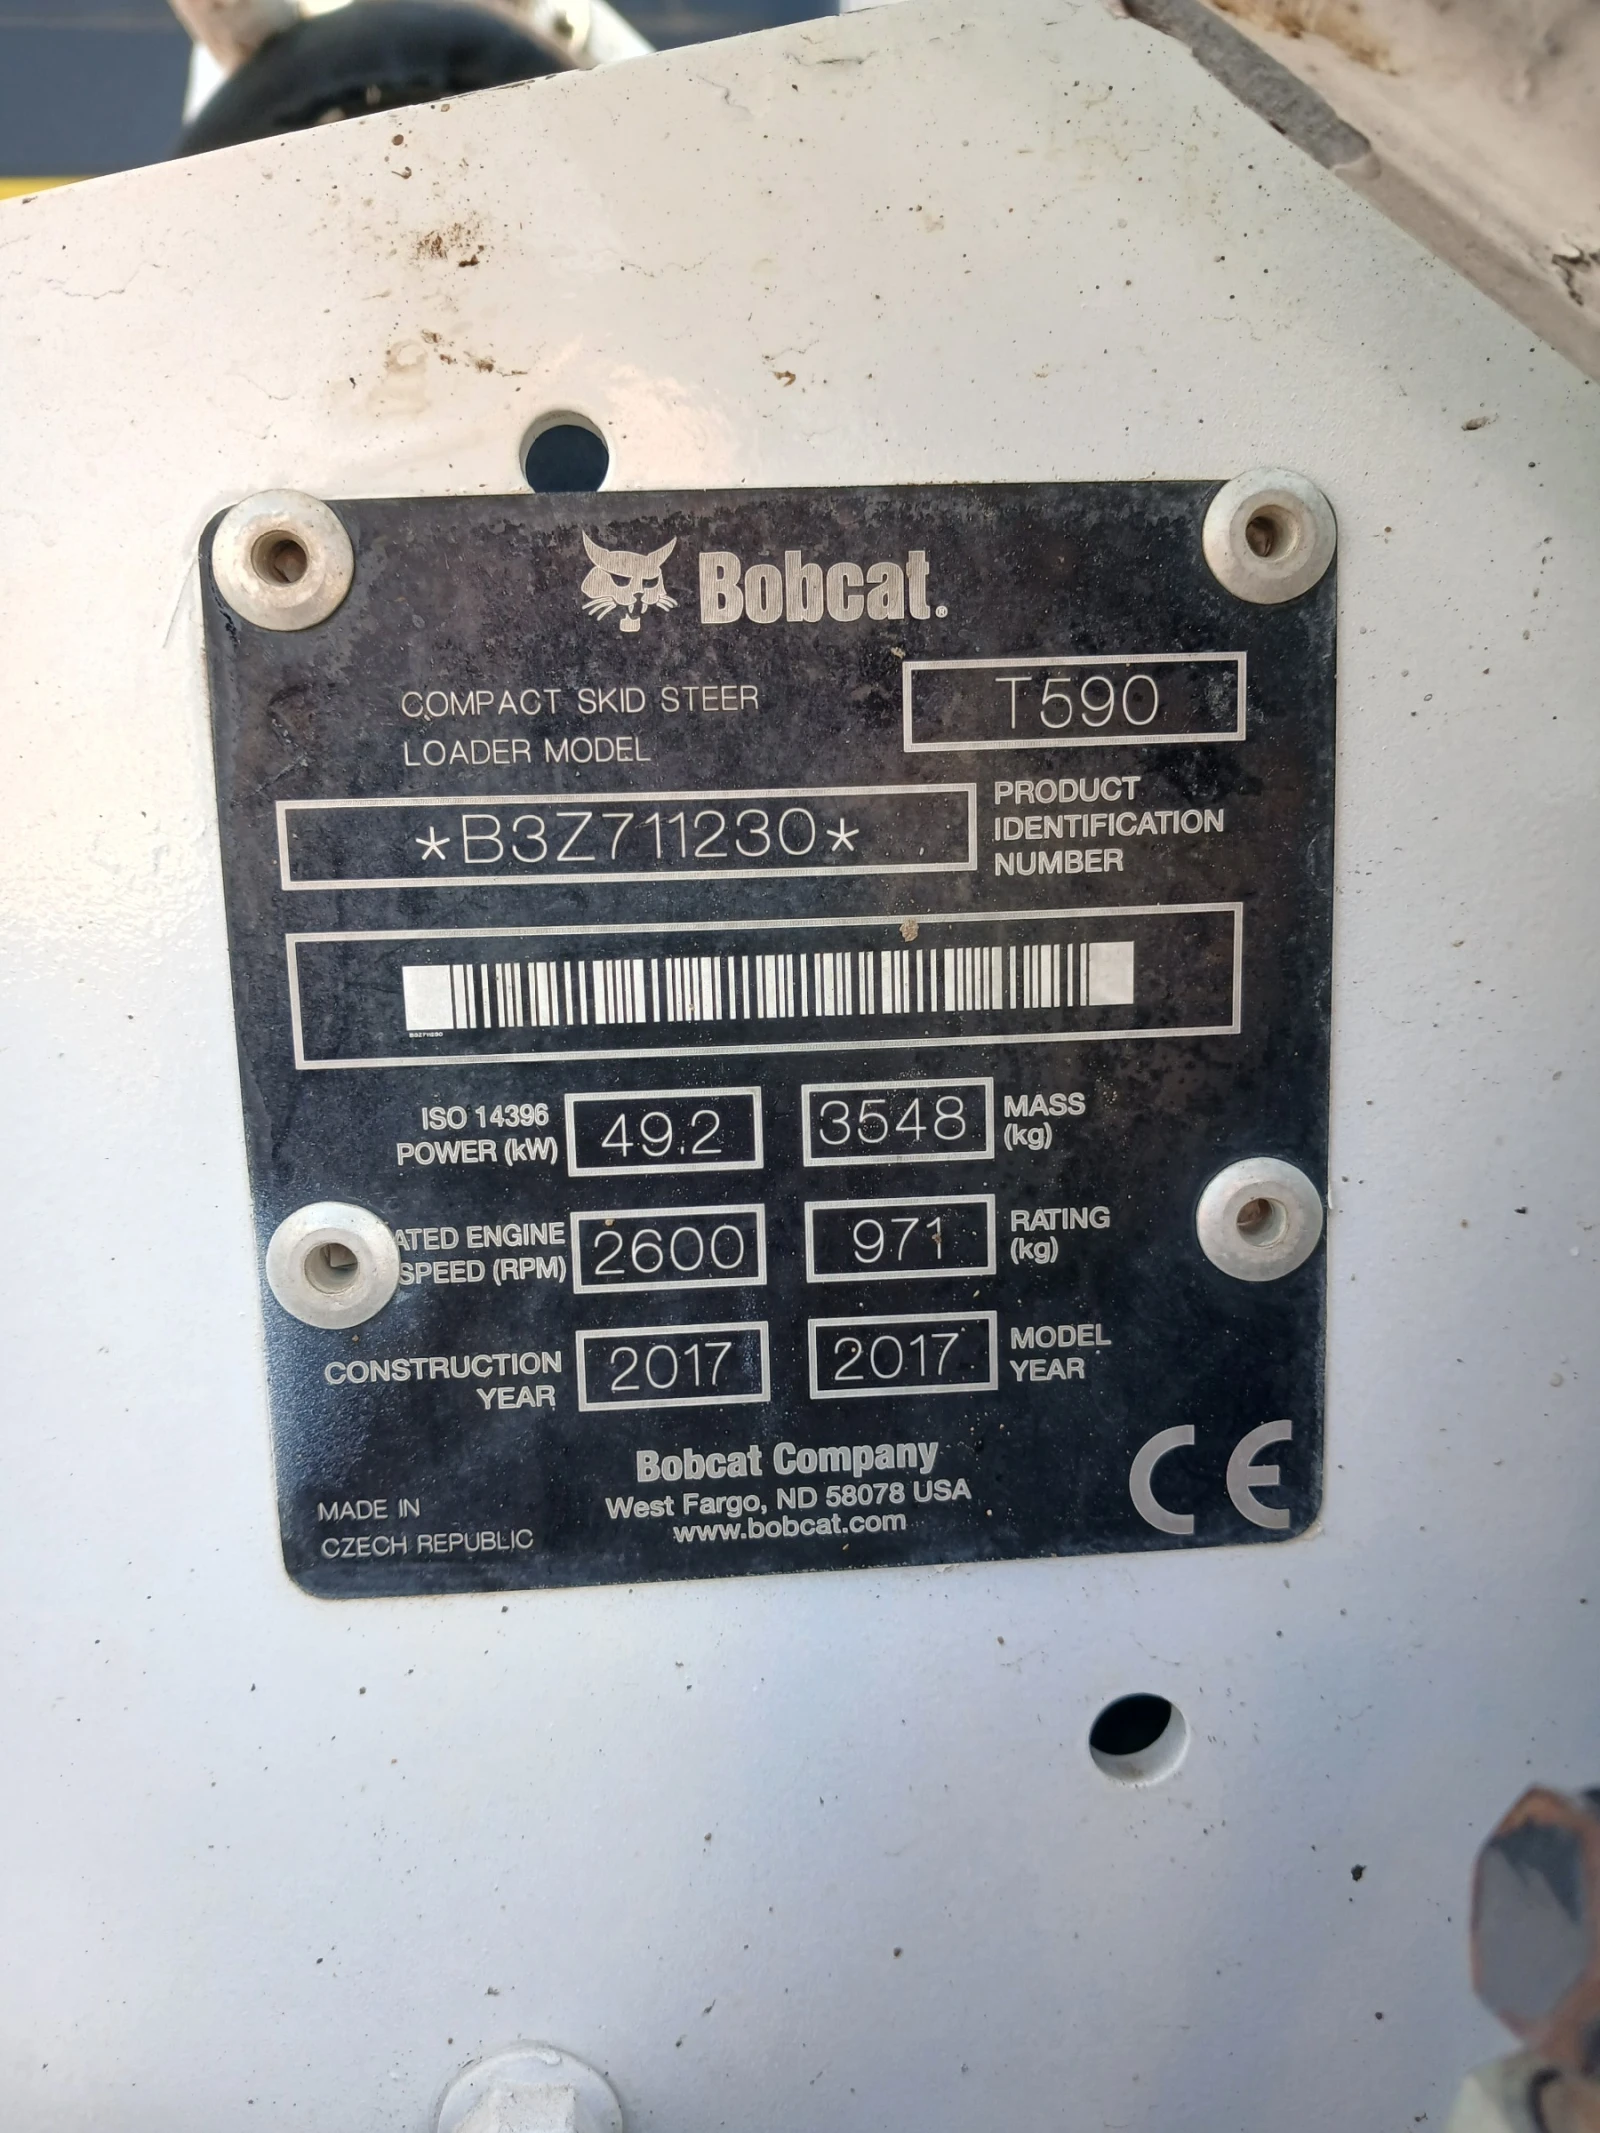 Bobcat®
COMPACT SKID STEER
LOADER MODEL
T590
*B3Z711230*
PRODUCT
IDENTIFICATION
NUMBER
B3Z711230
ISO 14396
POWER (kW)
49.2
3548
MASS
(kg)
ATED ENGINE
SPEED (RPM)
2600
971
RATING
(kg)
CONSTRUCTION
YEAR
2017
2017
MODEL
YEAR
Bobcat Company
West Fargo, ND 58078 USA
www.bobcat.com
MADE IN
CZECH REPUBLIC
CE